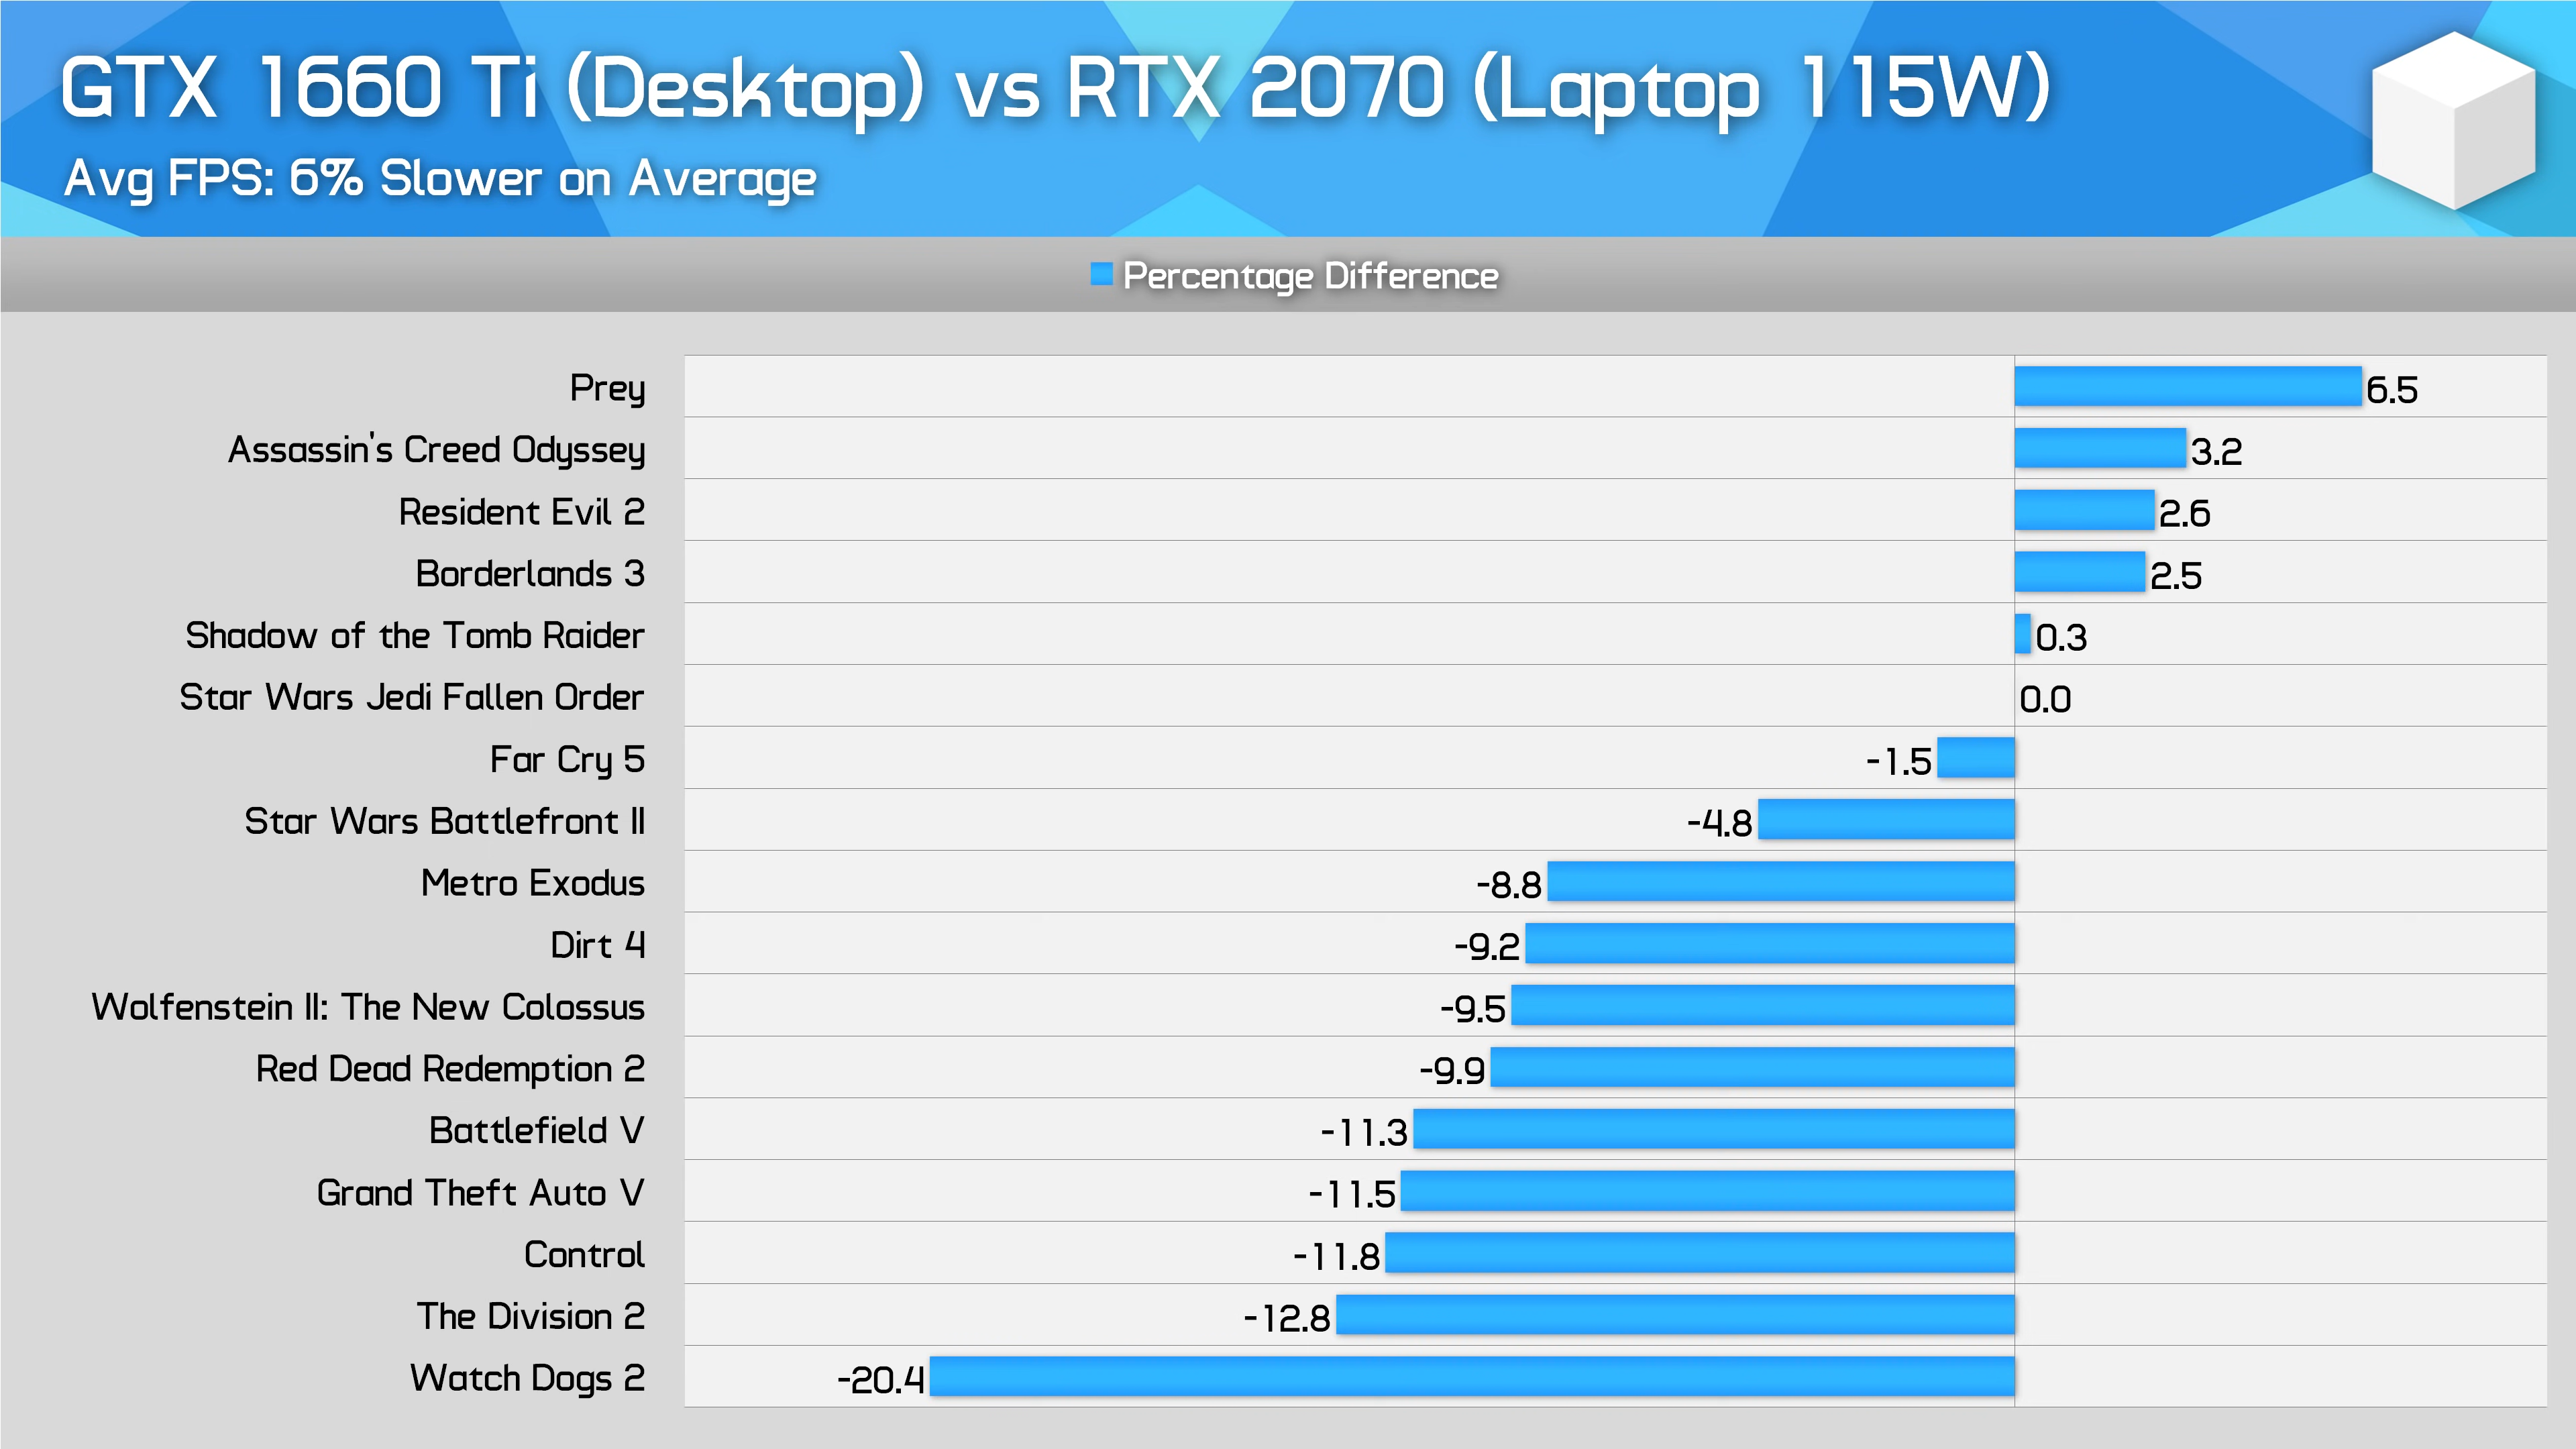 GTX 1660 Ti (Desktop) vs RTX 2070 (Laptop 115W)
Avg FPS: 6% Slower on Average
Percentage Difference
Prey 6.5
Assassin's Creed Odyssey 3.2
Resident Evil 2 2.6
Borderlands 3 2.5
Shadow of the Tomb Raider 0.3
Star Wars Jedi Fallen Order 0.0
Far Cry 5 -1.5
Star Wars Battlefront II -4.8
Metro Exodus -8.8
Dirt 4 -9.2
Wolfenstein II: The New Colossus -9.5
Red Dead Redemption 2 -9.9
Battlefield V -11.3
Grand Theft Auto V -11.5
Control -11.8
The Division 2 -12.8
Watch Dogs 2 -20.4